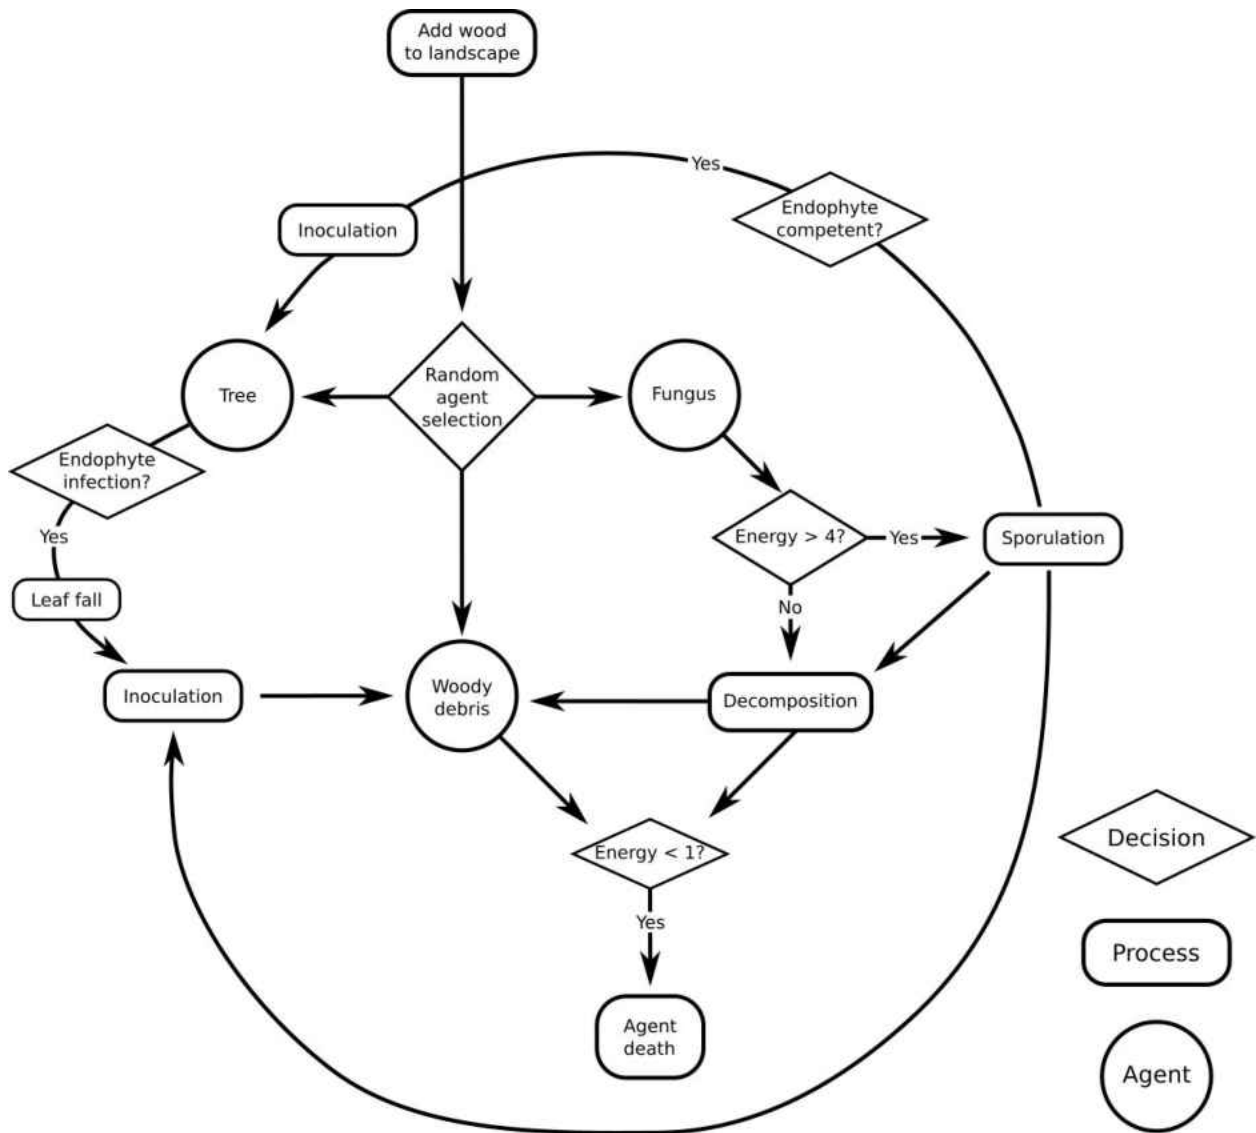 Add wood
to landscape
Yes
Endophyte
competent?
Inoculation
Random
agent
selection
Tree
Fungus
Endophyte
infection?
Yes
Energy > 4?
Yes
Sporulation
Leaf fall
No
Inoculation
Woody
debris
Decomposition
Energy < 1?
Yes
Agent
death
Decision
Process
Agent